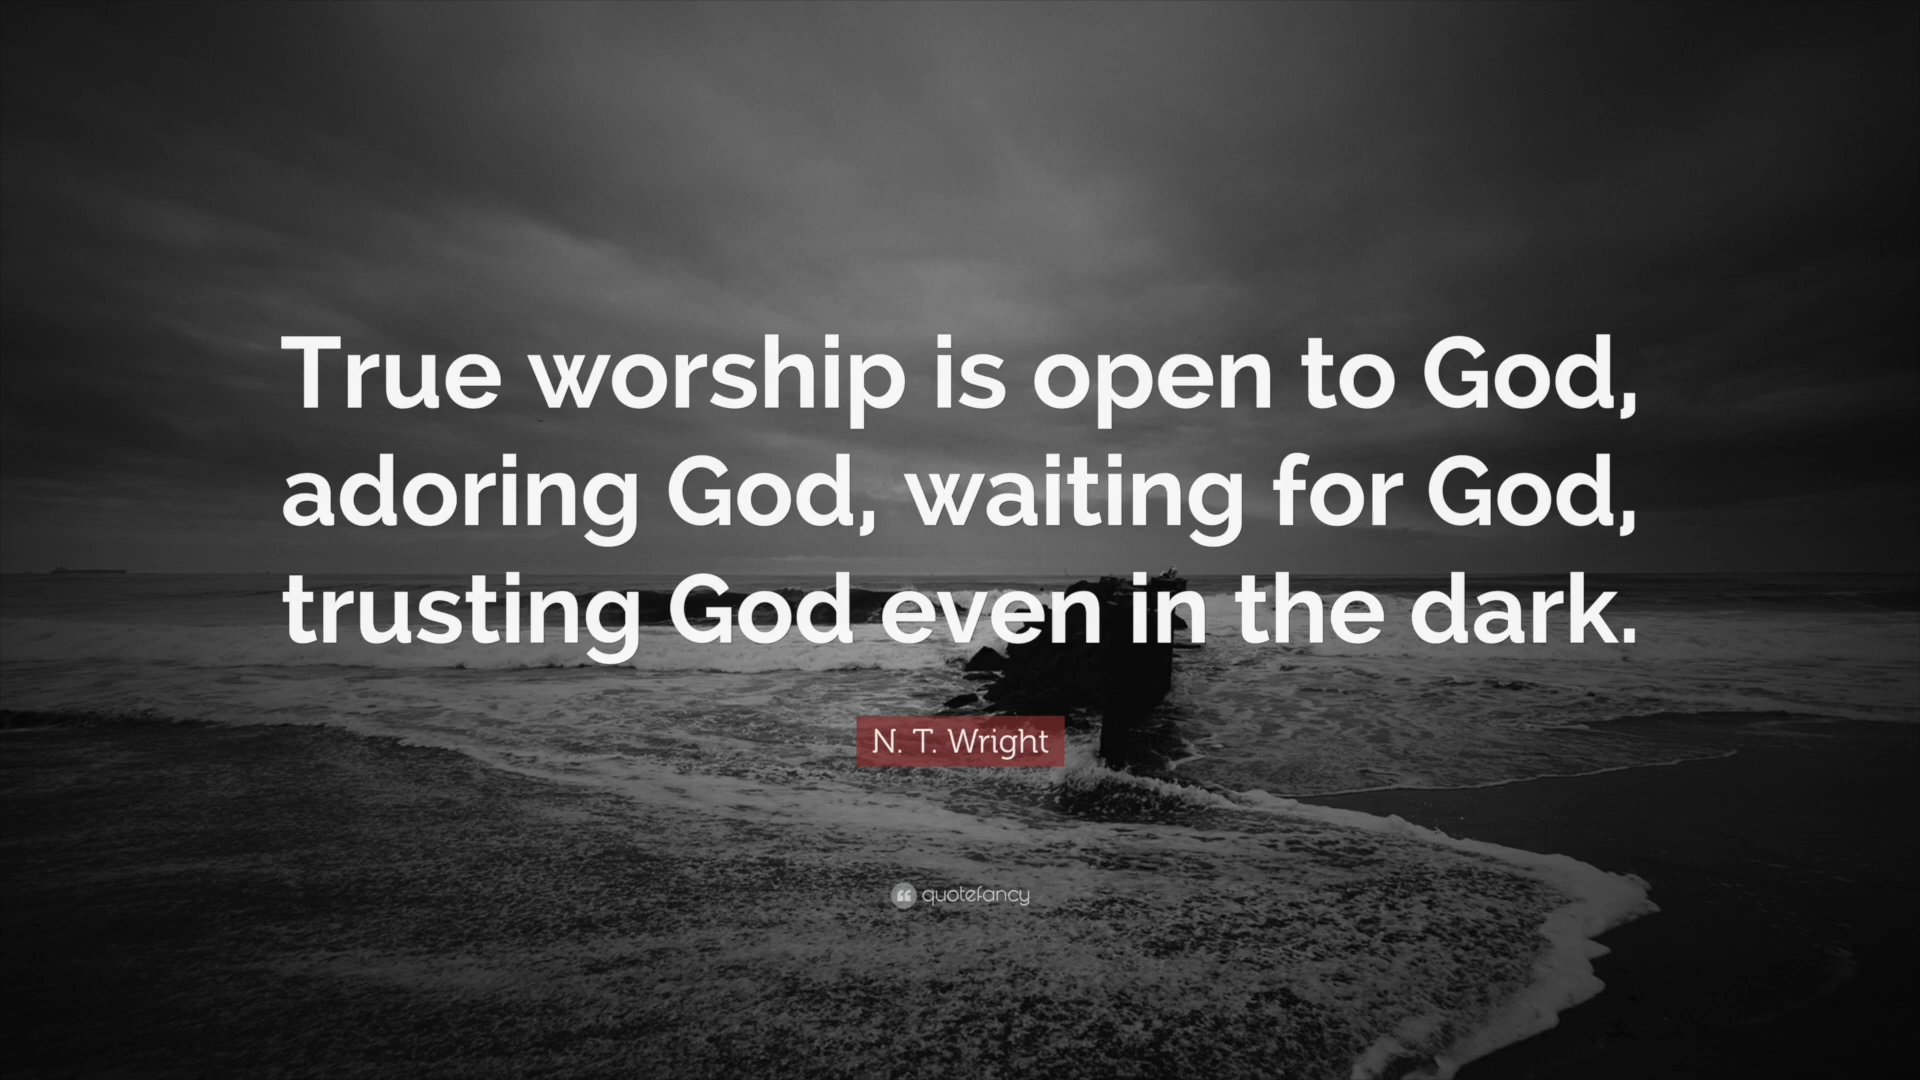 True worship is open to God,
adoring God, waiting for God,
trusting God even in the dark.
N. T. Wright
quotefancy